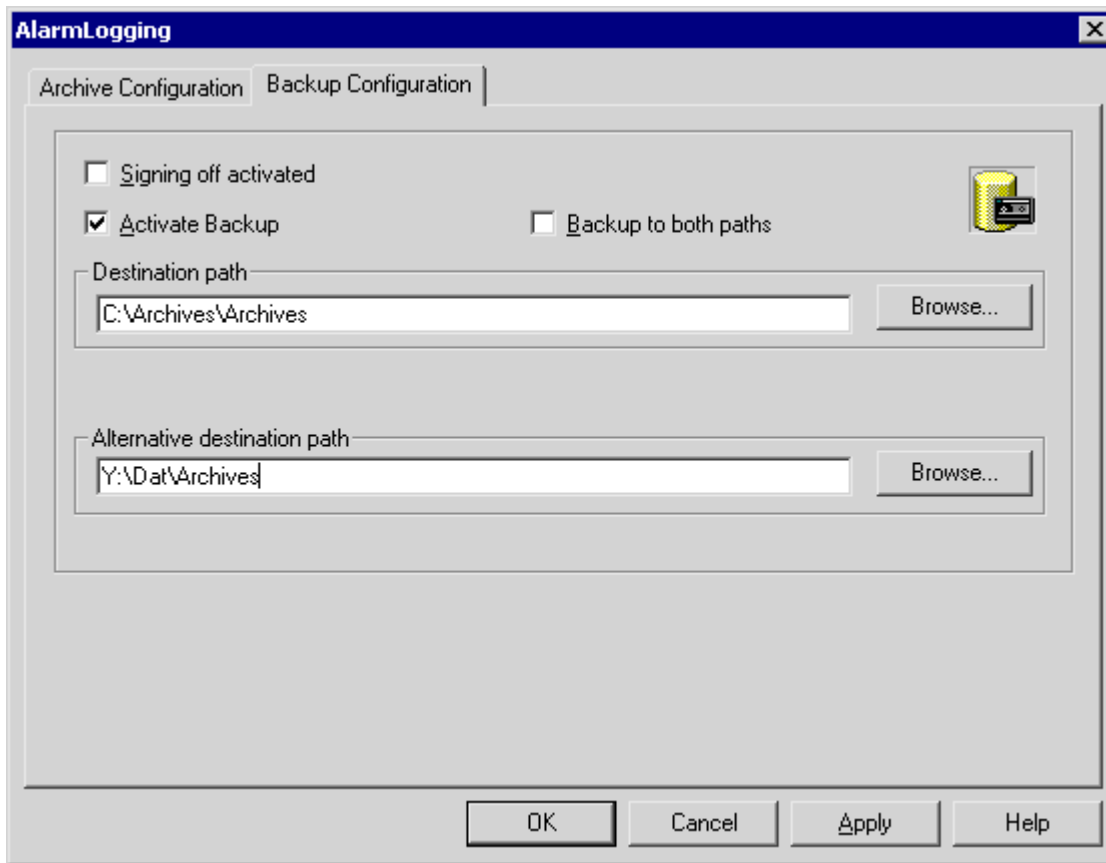 AlarmLogging
Archive Configuration Backup Configuration
Signing off activated
Activate Backup Backup to both paths
Destination path
C:\Archives\Archives Browse...
Alternative destination path
Y:\Dat\Archives Browse...
OK Cancel Apply Help